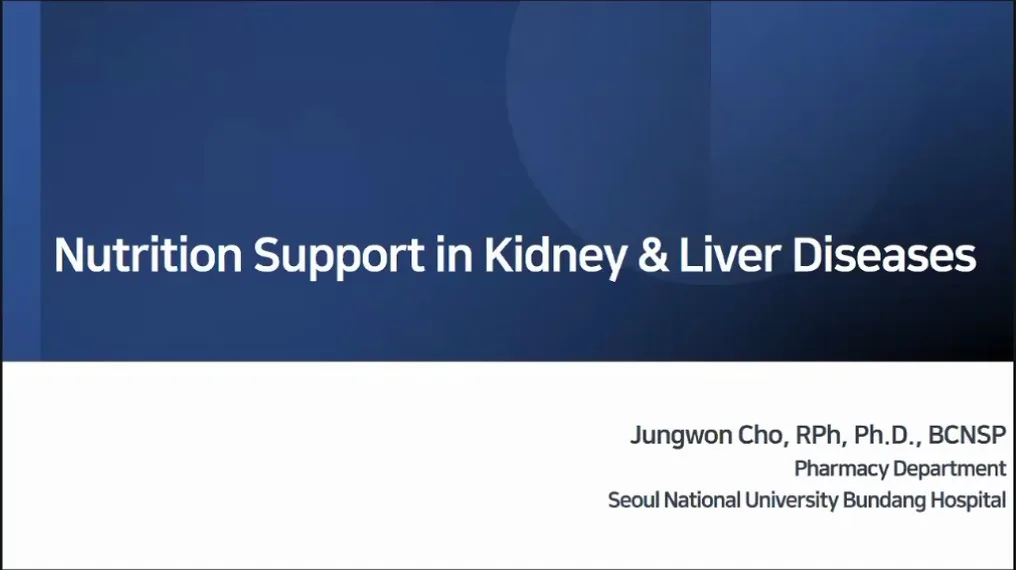 Nutrition Support in Kidney & Liver Diseases
Jungwon Cho, RPh, Ph.D., BCNSP
Pharmacy Department
Seoul National University Bundang Hospital